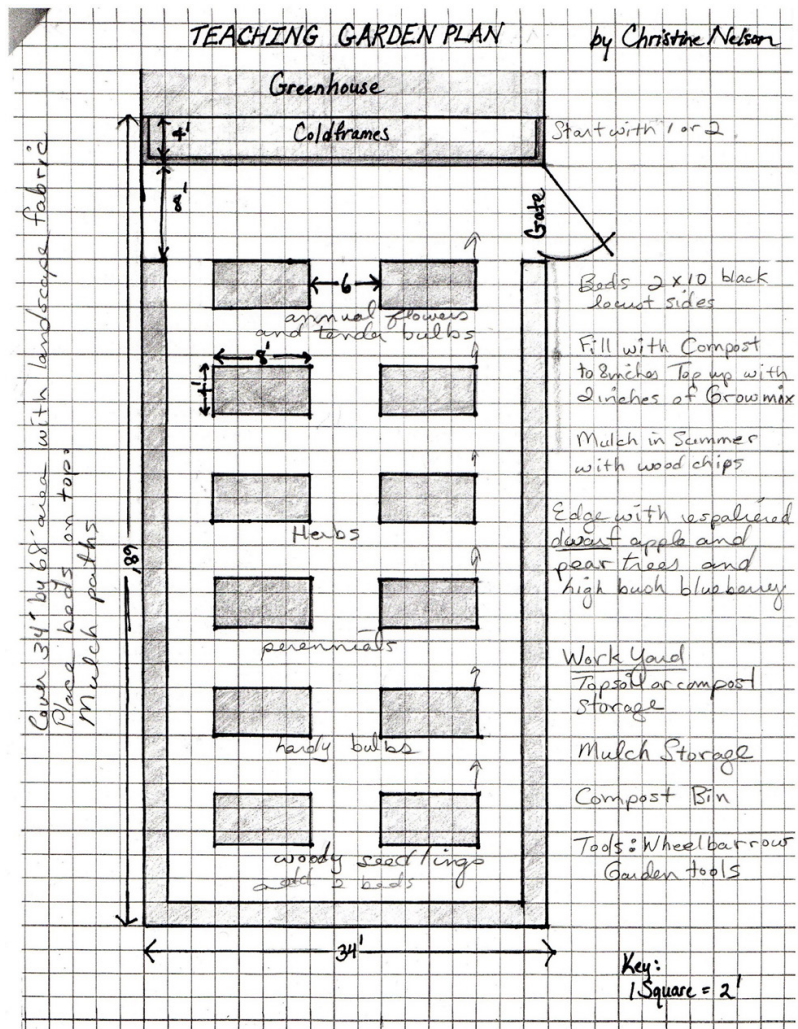 TEACHING GARDEN PLAN
by Christine Nelson
Greenhouse
4'
Coldframes
Start with 1 or 2
8'
Gate
6
annual flowers
and tender bulbs
8'
4'
Herbs
perennials
hardy bulbs
woody seedlings
add 2 beds
68'
34'
Cover 34' by 68' area with landscape fabric
Place beds on top.
Mulch paths
Beds 2 x 10 black
locust sides
Fill with Compost
to 8 inches Top up with
2 inches of Growmix
Mulch in Summer
with wood chips
Edge with espaliered
dwarf apple and
pear trees and
high bush blueberry
Work Yard
Topsoil or compost
Storage
Mulch Storage
Compost Bin
Tools: Wheelbarrow
Garden tools
Key:
1 Square = 2'